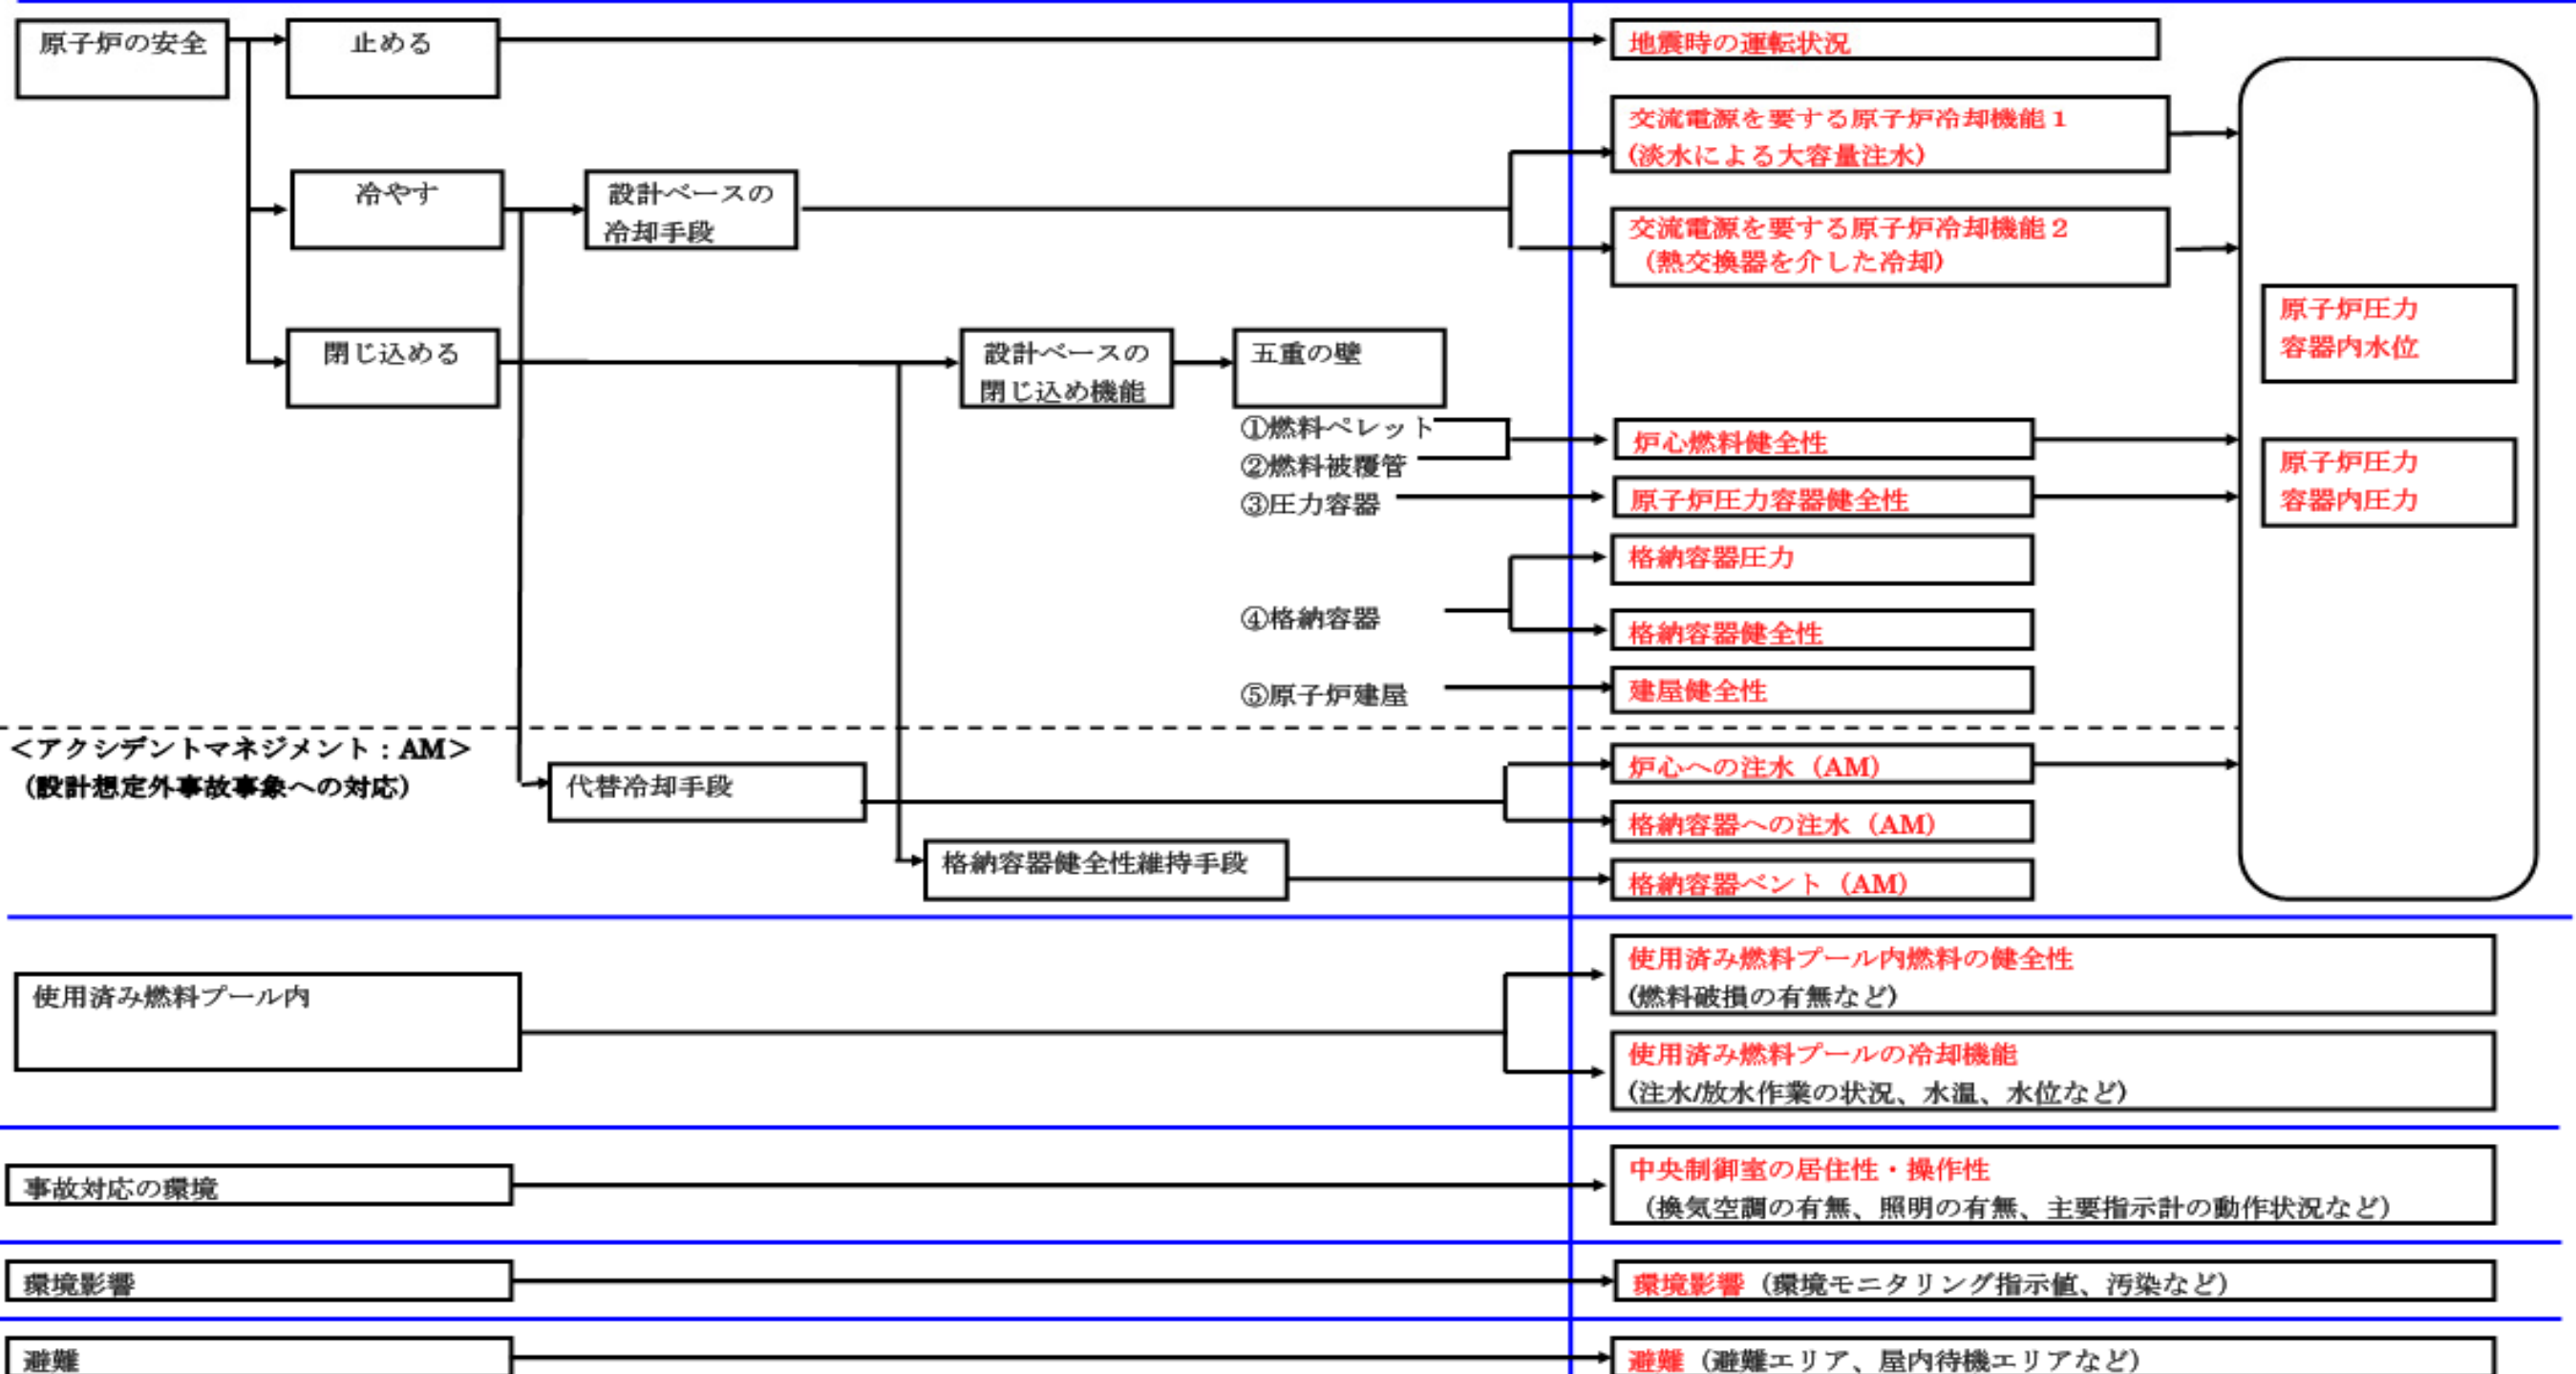 原子炉の安全
止める
地震時の運転状況
交流電源を要する原子炉冷却機能１
(淡水による大容量注水)
冷やす
設計ベースの
冷却手段
交流電源を要する原子炉冷却機能２
（熱交換器を介した冷却)
原子炉圧力
容器内水位
閉じ込める
設計ベースの
閉じ込め機能
五重の壁
①燃料ペレット
②燃料被覆管
③圧力容器
④格納容器
⑤原子炉建屋
炉心燃料健全性
原子炉圧力容器健全性
格納容器圧力
格納容器健全性
建屋健全性
原子炉圧力
容器内圧力
＜アクシデントマネジメント：AM＞
（設計想定外事故事象への対応）
代替冷却手段
炉心への注水（AM）
格納容器への注水（AM）
格納容器健全性維持手段
格納容器ベント（AM）
使用済み燃料プール内
使用済み燃料プール内燃料の健全性
(燃料破損の有無など)
使用済み燃料プールの冷却機能
(注水/放水作業の状況、水温、水位など)
事故対応の環境
中央制御室の居住性・操作性
（換気空調の有無、照明の有無、主要指示計の動作状況など）
環境影響
環境影響（環境モニタリング指示値、汚染など）
避難
避難（避難エリア、屋内待機エリアなど）